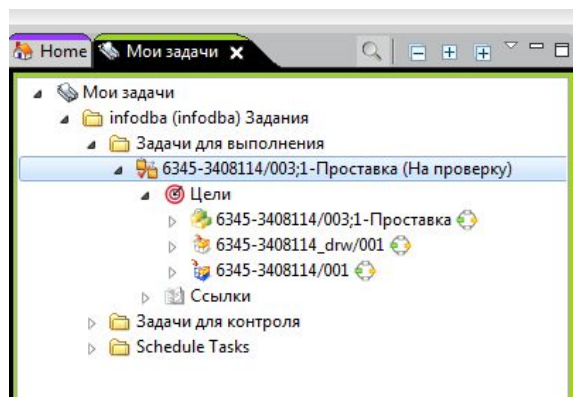 Home Мои задачи
Мои задачи
infodba (infodba) Задания
Задачи для выполнения
6345-3408114/003;1-Проставка (На проверку)
Цели
6345-3408114/003;1-Проставка
6345-3408114_drw/001
6345-3408114/001
Ссылки
Задачи для контроля
Schedule Tasks